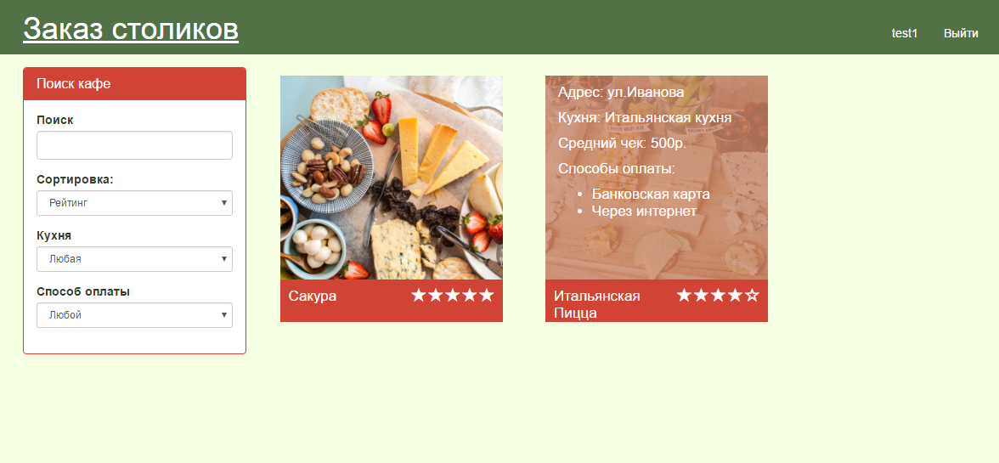 Заказ столиков
test1 Выйти
Поиск кафе
Поиск
Сортировка:
Рейтинг
Кухня
Любая
Способ оплаты
Любой
Сакура ★★★★★
Адрес: ул.Иванова
Кухня: Итальянская кухня
Средний чек: 500р.
Способы оплаты:
• Банковская карта
• Через интернет
Итальянская ★★★★☆
Пицца